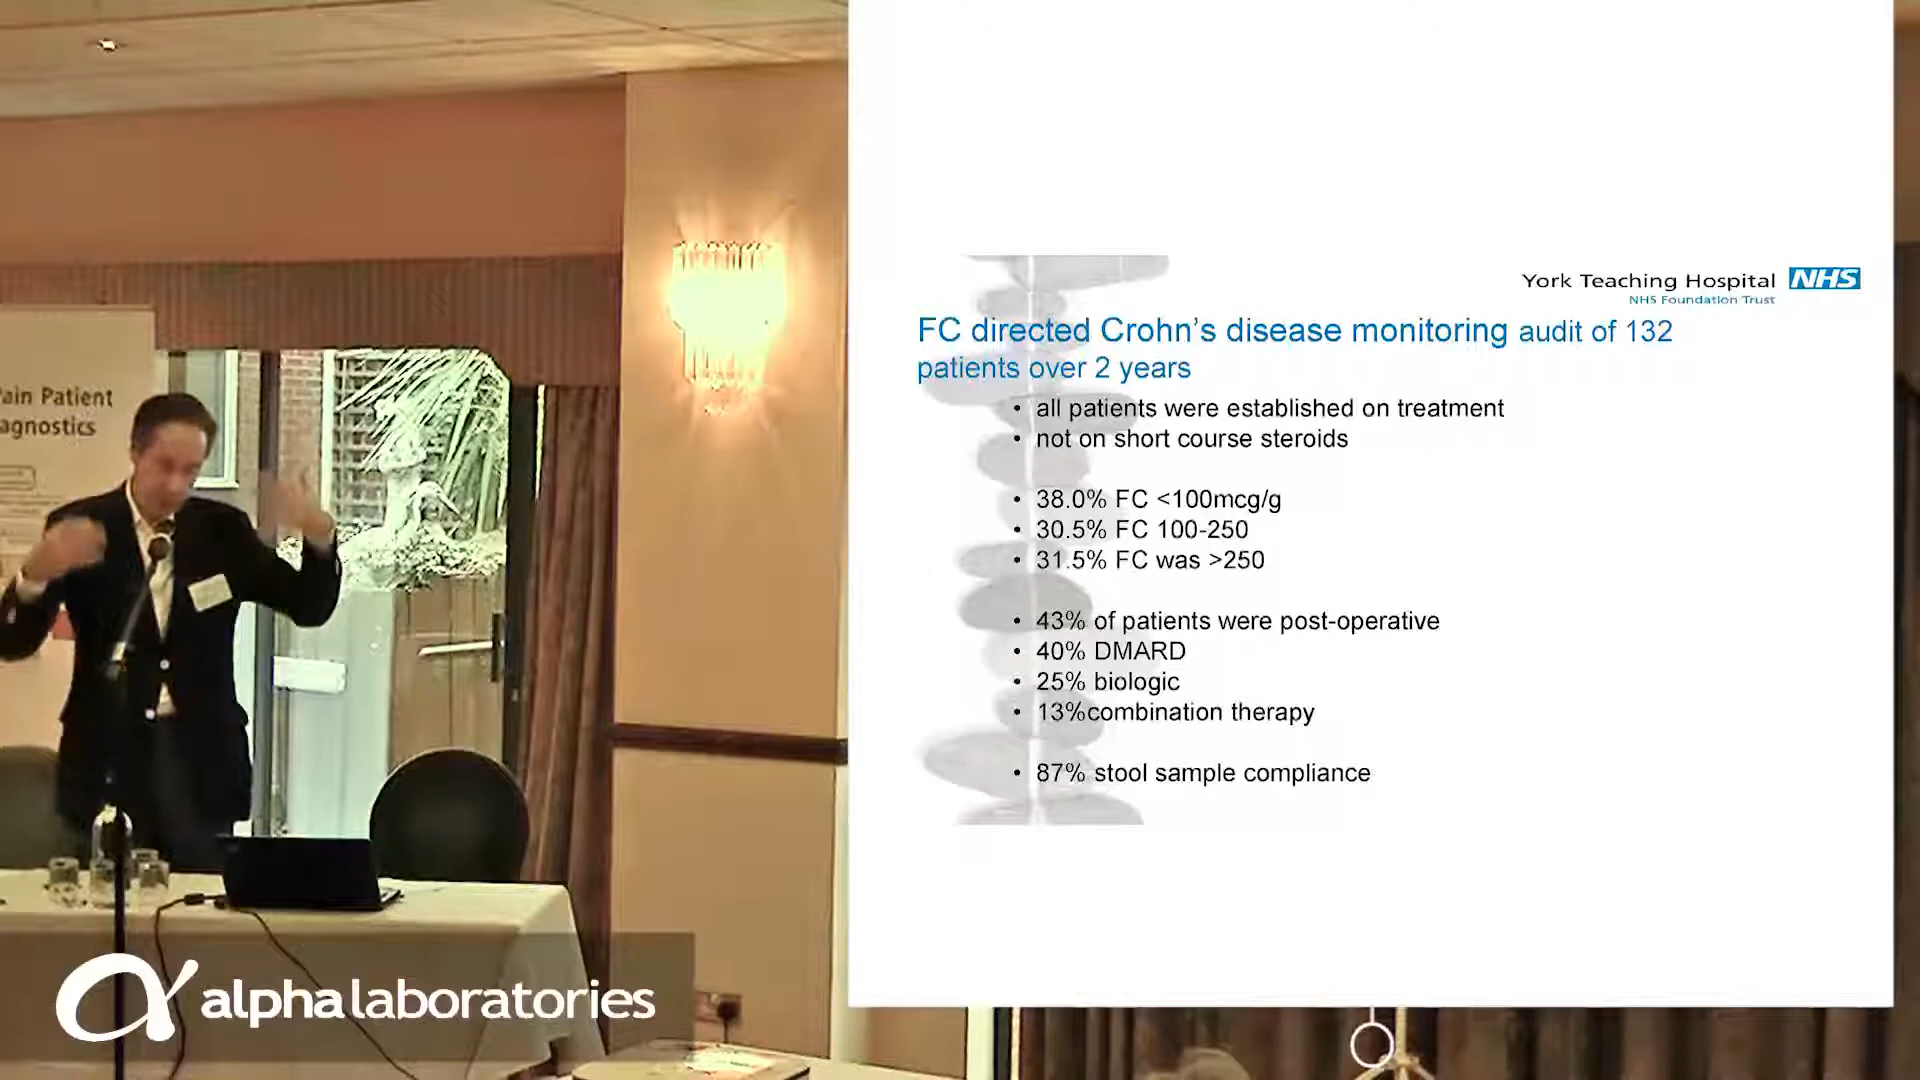 ain Patient
agnostics
York Teaching Hospital NHS
NHS Foundation Trust
FC directed Crohn’s disease monitoring audit of 132
patients over 2 years
• all patients were established on treatment
• not on short course steroids
• 38.0% FC <100mcg/g
• 30.5% FC 100-250
• 31.5% FC was >250
• 43% of patients were post-operative
• 40% DMARD
• 25% biologic
• 13%combination therapy
• 87% stool sample compliance
alphalaboratories